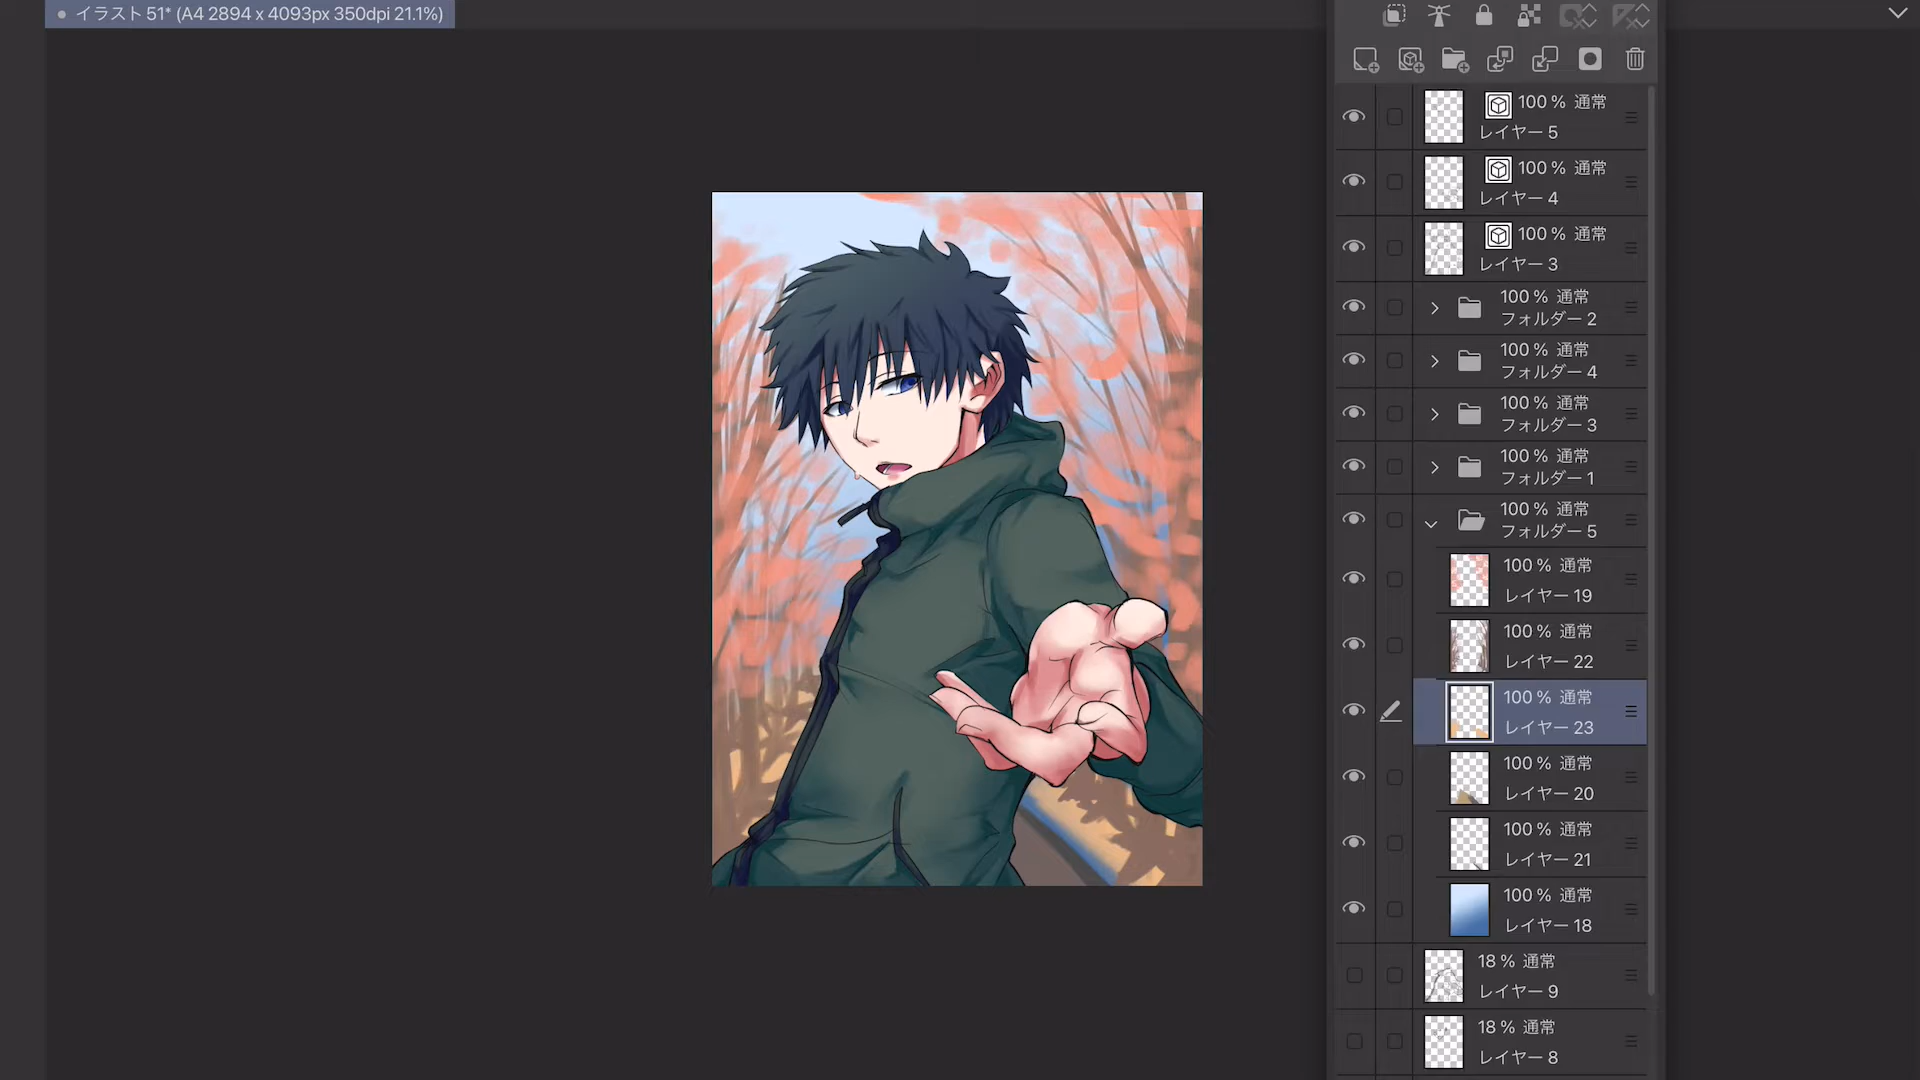 イラスト 51* (A4 2894 x 4093px 350dpi 21.1%)
100 % 通常
レイヤー 5
100 % 通常
レイヤー 4
100 % 通常
レイヤー 3
100 % 通常
フォルダー 2
100 % 通常
フォルダー 4
100 % 通常
フォルダー 3
100 % 通常
フォルダー 1
100 % 通常
フォルダー 5
100 % 通常
レイヤー 19
100 % 通常
レイヤー 22
100 % 通常
レイヤー 23
100 % 通常
レイヤー 20
100 % 通常
レイヤー 21
100 % 通常
レイヤー 18
18 % 通常
レイヤー 9
18 % 通常
レイヤー 8